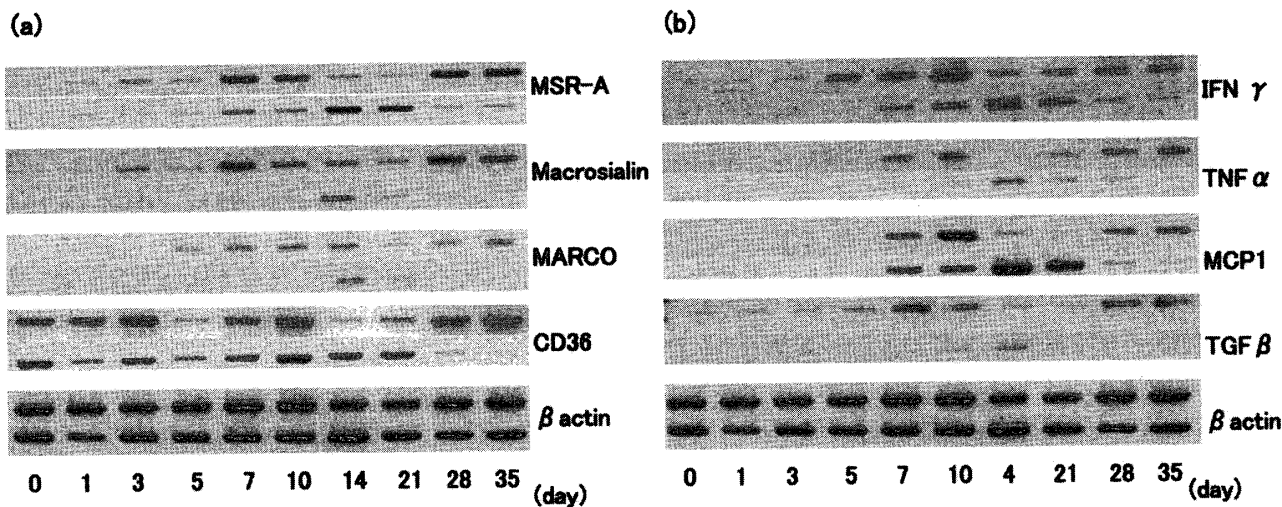 (a)
MSR-A
Macrosialin
MARCO
CD36
β actin
0 1 3 5 7 10 14 21 28 35 (day)
(b)
IFN γ
TNF α
MCP1
TGF β
β actin
0 1 3 5 7 10 4 21 28 35 (day)